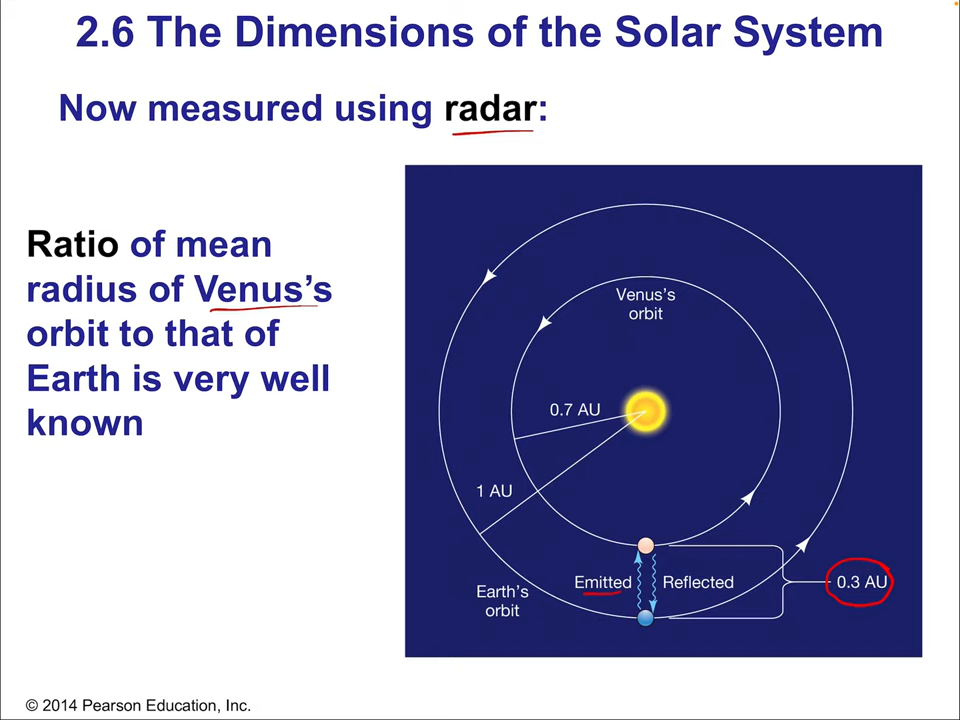 2.6 The Dimensions of the Solar System
Now measured using radar:
Ratio of mean
radius of Venus’s
orbit to that of
Earth is very well
known
Venus’s
orbit
0.7 AU
1 AU
Emitted
Reflected
0.3 AU
Earth’s
orbit
© 2014 Pearson Education, Inc.